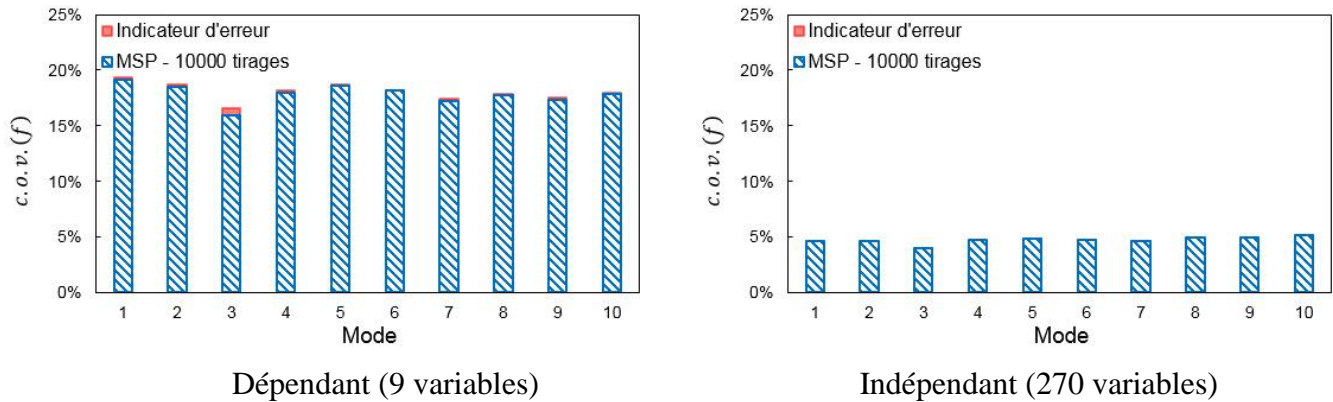 25%
Indicateur d'erreur
MSP - 10000 tirages
20%
15%
10%
5%
0%
c.o.v.(f)
1 2 3 4 5 6 7 8 9 10
Mode
Dépendant (9 variables)
25%
Indicateur d'erreur
MSP - 10000 tirages
20%
15%
10%
5%
0%
c.o.v.(f)
1 2 3 4 5 6 7 8 9 10
Mode
Indépendant (270 variables)